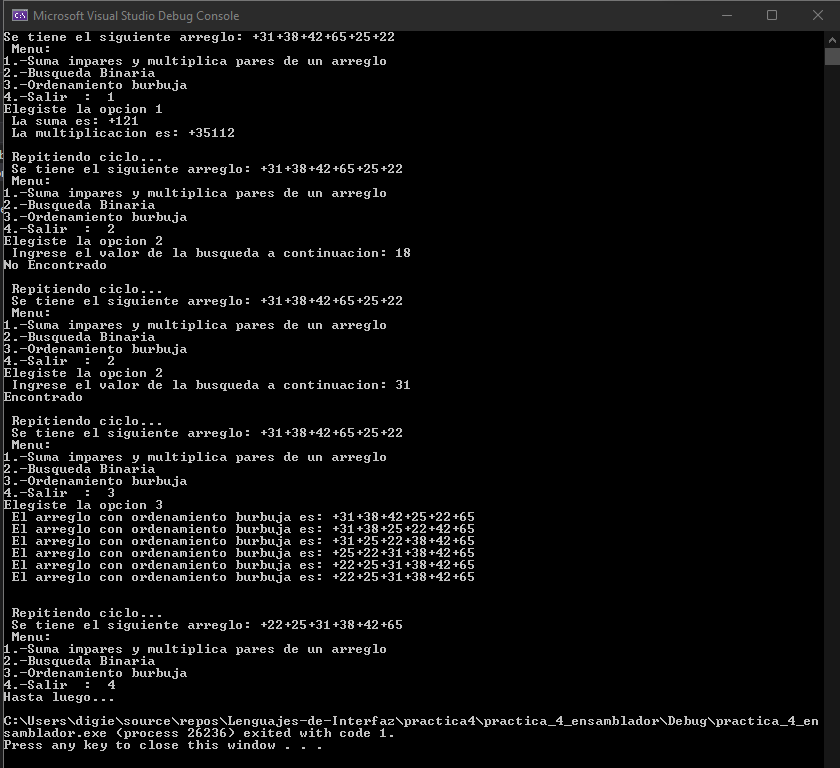 Microsoft Visual Studio Debug Console
Se tiene el siguiente arreglo: +31+38+42+65+25+22
Menu:
1.-Suma impares y multiplica pares de un arreglo
2.-Busqueda Binaria
3.-Ordenamiento burbuja
4.-Salir  :  1
Elegiste la opcion 1
La suma es: +121
La multiplicacion es: +35112
Repitiendo ciclo...
Se tiene el siguiente arreglo: +31+38+42+65+25+22
Menu:
1.-Suma impares y multiplica pares de un arreglo
2.-Busqueda Binaria
3.-Ordenamiento burbuja
4.-Salir  :  2
Elegiste la opcion 2
Ingrese el valor de la busqueda a continuacion: 18
No Encontrado
Repitiendo ciclo...
Se tiene el siguiente arreglo: +31+38+42+65+25+22
Menu:
1.-Suma impares y multiplica pares de un arreglo
2.-Busqueda Binaria
3.-Ordenamiento burbuja
4.-Salir  :  2
Elegiste la opcion 2
Ingrese el valor de la busqueda a continuacion: 31
Encontrado
Repitiendo ciclo...
Se tiene el siguiente arreglo: +31+38+42+65+25+22
Menu:
1.-Suma impares y multiplica pares de un arreglo
2.-Busqueda Binaria
3.-Ordenamiento burbuja
4.-Salir  :  3
Elegiste la opcion 3
El arreglo con ordenamiento burbuja es: +31+38+42+25+22+65
El arreglo con ordenamiento burbuja es: +31+38+25+22+42+65
El arreglo con ordenamiento burbuja es: +31+25+22+38+42+65
El arreglo con ordenamiento burbuja es: +25+22+31+38+42+65
El arreglo con ordenamiento burbuja es: +22+25+31+38+42+65
El arreglo con ordenamiento burbuja es: +22+25+31+38+42+65
Repitiendo ciclo...
Se tiene el siguiente arreglo: +22+25+31+38+42+65
Menu:
1.-Suma impares y multiplica pares de un arreglo
2.-Busqueda Binaria
3.-Ordenamiento burbuja
4.-Salir  :  4
Hasta luego...
C:\Users\digie\source\repos\Lenguajes-de-Interfaz\practica4\practica_4_ensamblador\Debug\practica_4_en
samblador.exe (process 26236) exited with code 1.
Press any key to close this window . . .